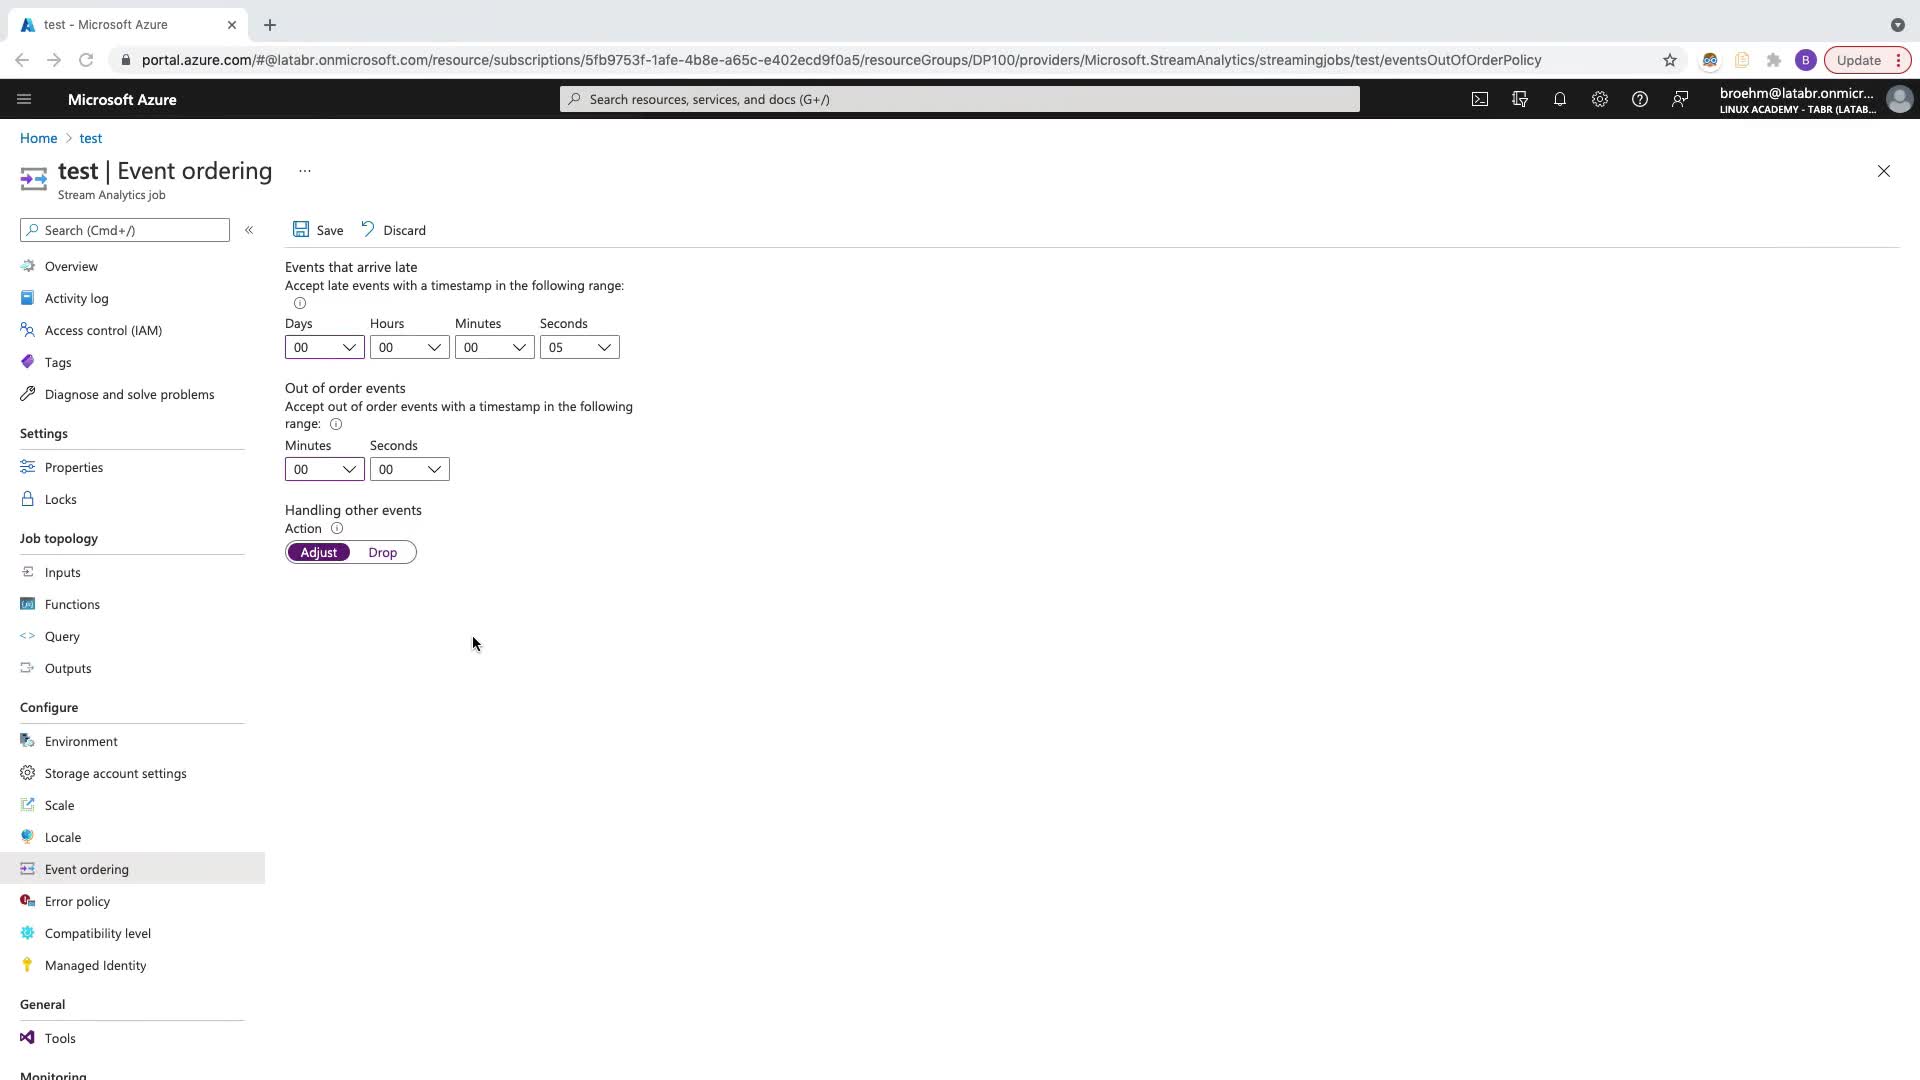 test - Microsoft Azure
portal.azure.com/#@latabr.onmicrosoft.com/resource/subscriptions/5fb9753f-1afe-4b8e-a65c-e402ecd9f0a5/resourceGroups/DP100/providers/Microsoft.StreamAnalytics/streamingjobs/test/eventsOutOfOrderPolicy
B
Update
Microsoft Azure
Search resources, services, and docs (G+/)
broehm@latabr.onmicr...
LINUX ACADEMY - TABR (LATAB...
Home > test
test | Event ordering
...
Stream Analytics job
Search (Cmd+/)
«
Save
Discard
Overview
Activity log
Access control (IAM)
Tags
Diagnose and solve problems
Settings
Properties
Locks
Job topology
Inputs
Functions
Query
Outputs
Configure
Environment
Storage account settings
Scale
Locale
Event ordering
Error policy
Compatibility level
Managed Identity
General
Tools
Monitoring
Events that arrive late
Accept late events with a timestamp in the following range:
Days Hours Minutes Seconds
00 00 00 05
Out of order events
Accept out of order events with a timestamp in the following
range:
Minutes Seconds
00 00
Handling other events
Action
Adjust Drop